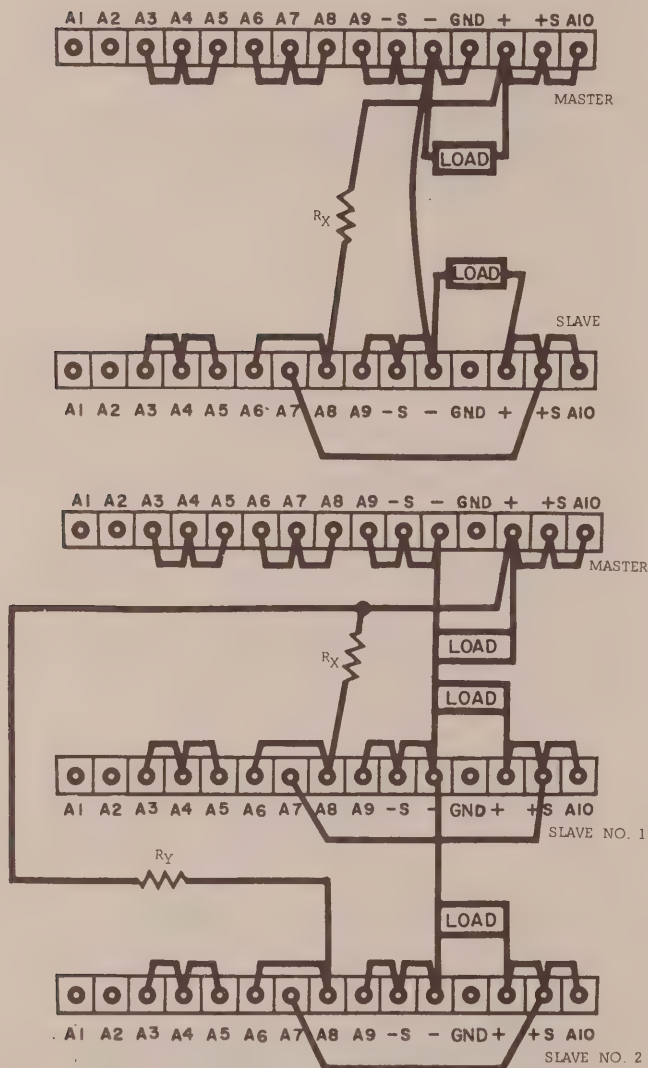 A1 A2 A3 A4 A5 A6 A7 A8 A9 -S - GND + +S A10
MASTER
LOAD
RX
LOAD
SLAVE
A1 A2 A3 A4 A5 A6 A7 A8 A9 -S - GND + +S A10
A1 A2 A3 A4 A5 A6 A7 A8 A9 -S - GND + +S A10
MASTER
LOAD
RX
LOAD
A1 A2 A3 A4 A5 A6 A7 A8 A9 -S - GND + +S A10
SLAVE NO. 1
RY
LOAD
A1 A2 A3 A4 A5 A6 A7 A8 A9 -S - GND + +S A10
SLAVE NO. 2